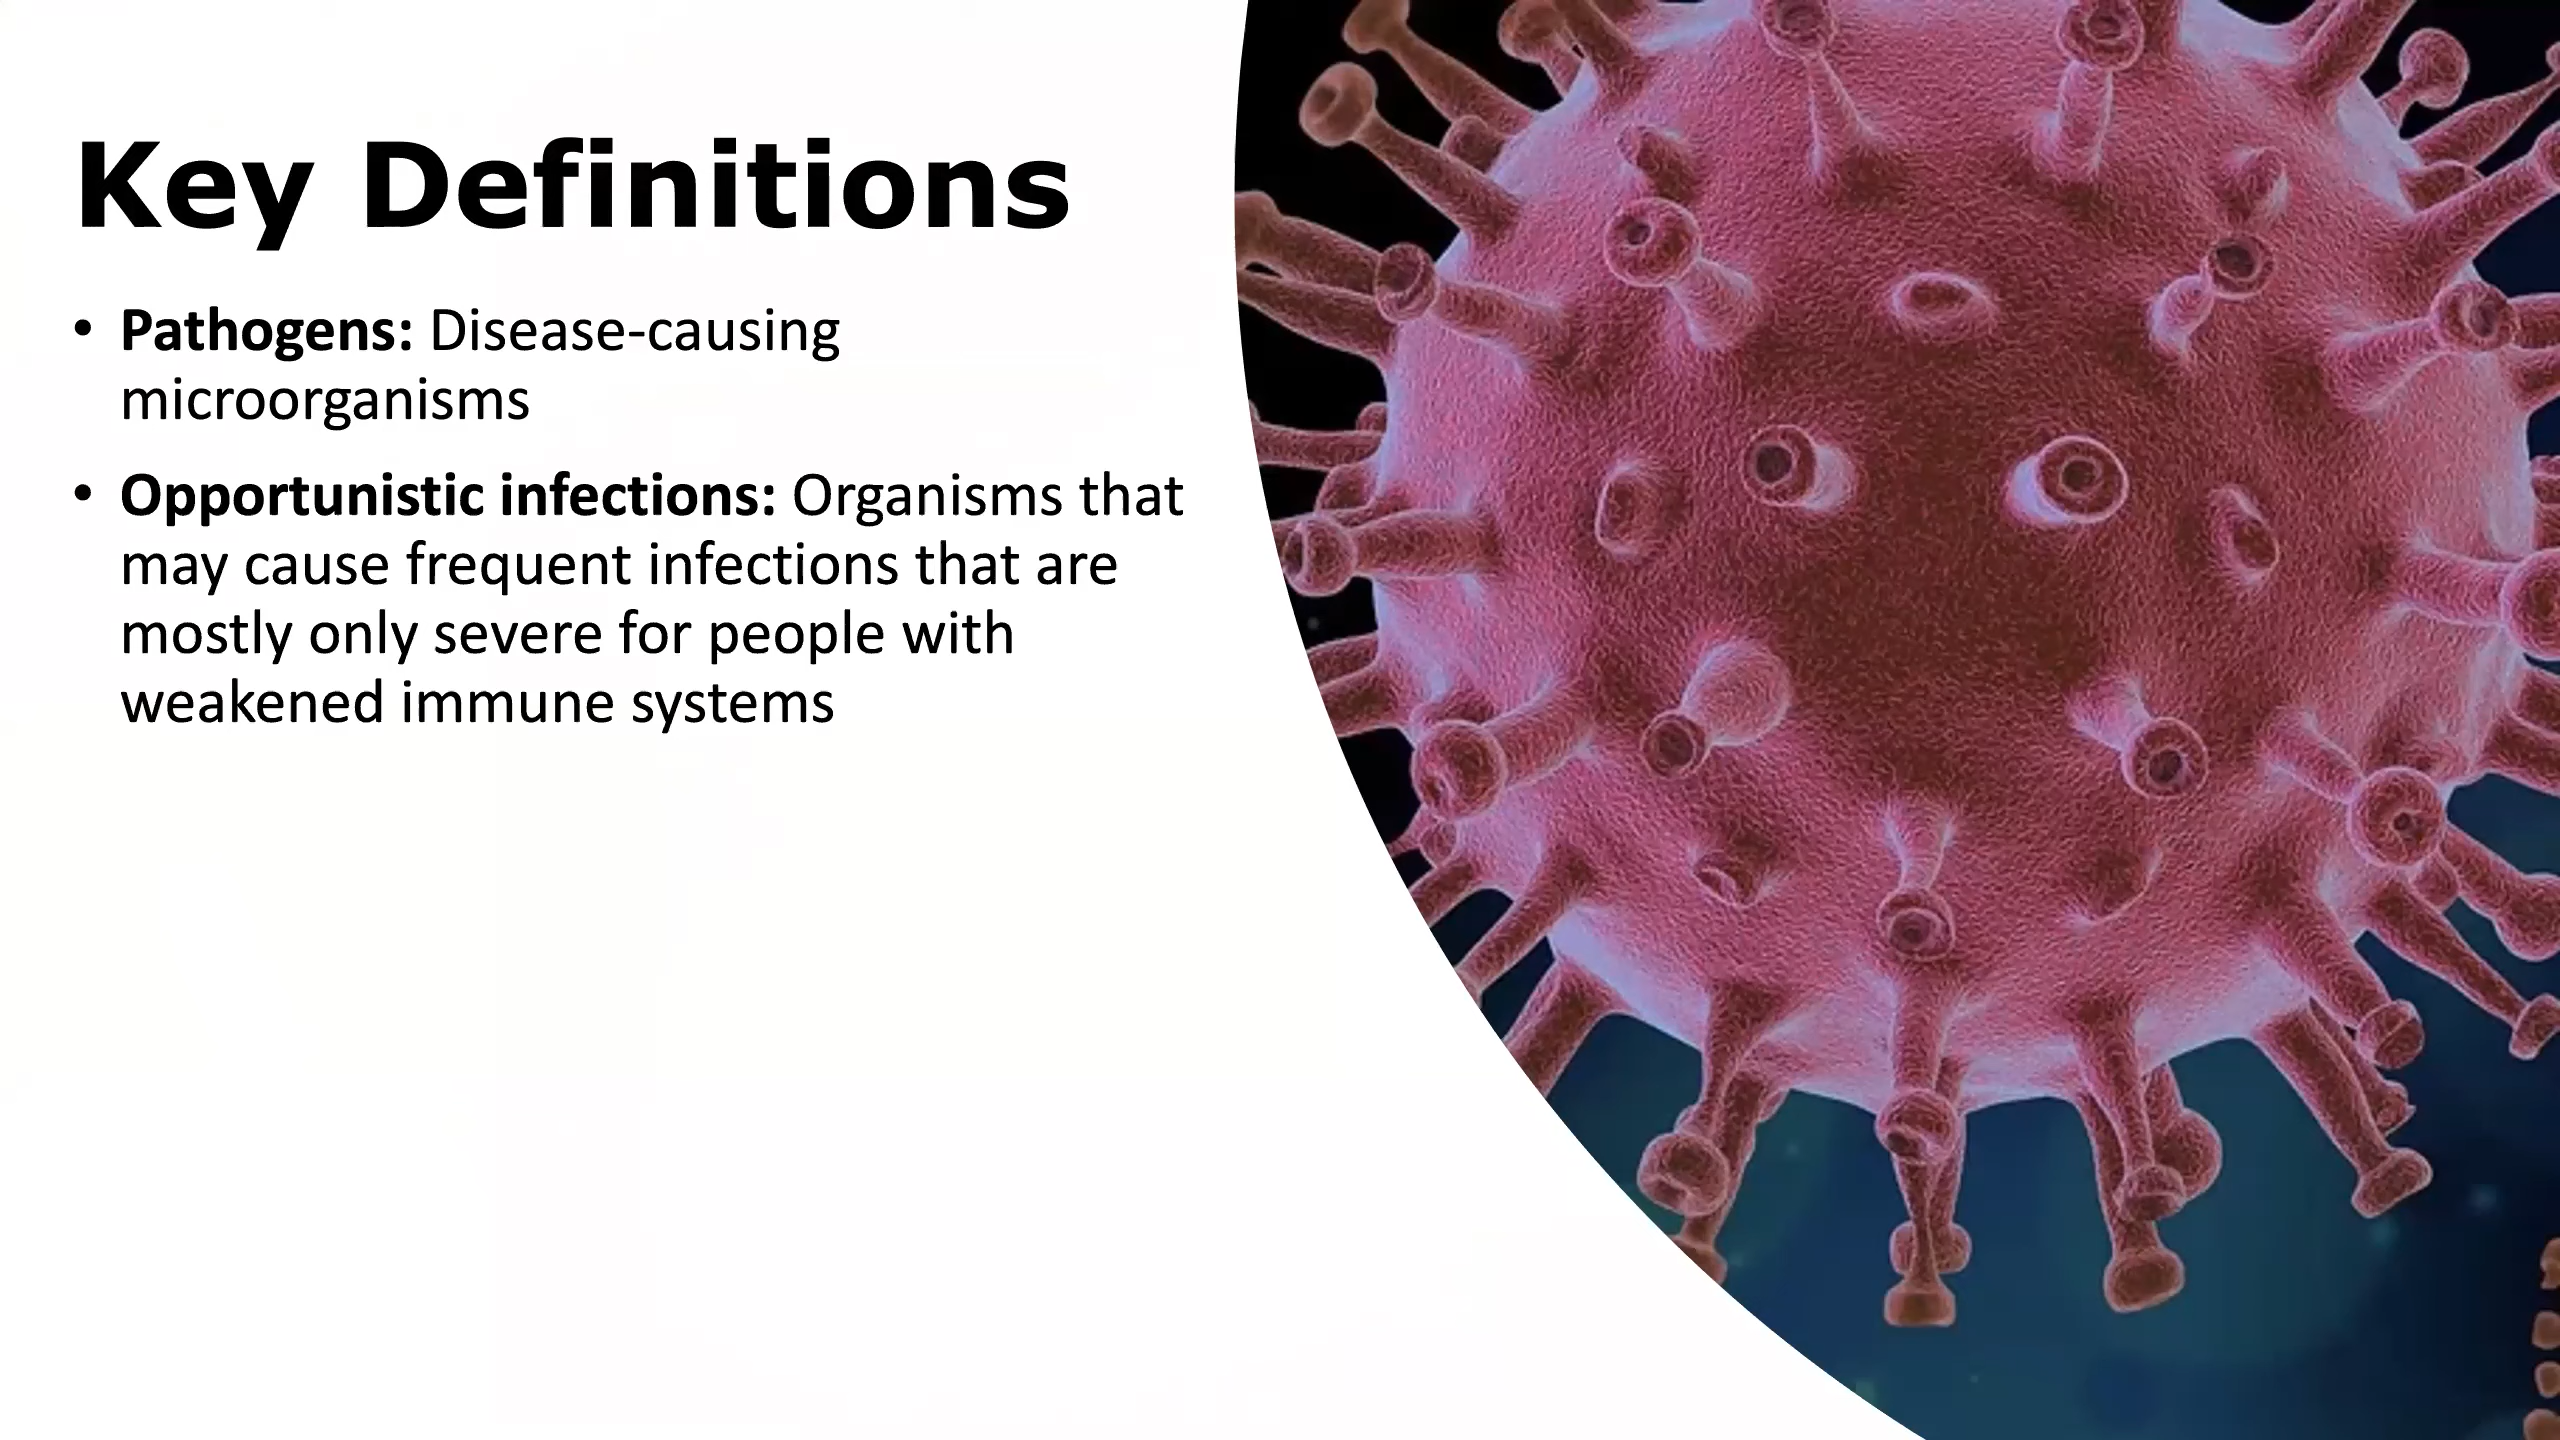 Key Definitions
• Pathogens: Disease-causing
microorganisms
• Opportunistic infections: Organisms that
may cause frequent infections that are
mostly only severe for people with
weakened immune systems